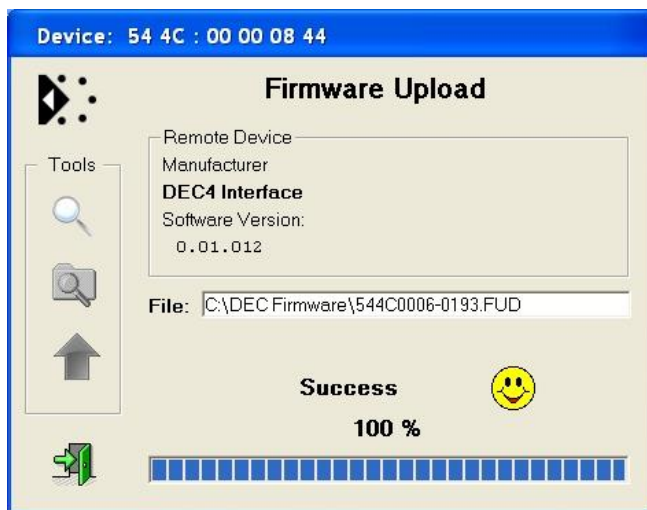 Device: 54 4C : 00 00 08 44
Firmware Upload
Remote Device
Tools
Manufacturer
DEC4 Interface
Software Version:
0.01.012
File: C:\DEC Firmware\544C0006-0193.FUD
Success
100 %